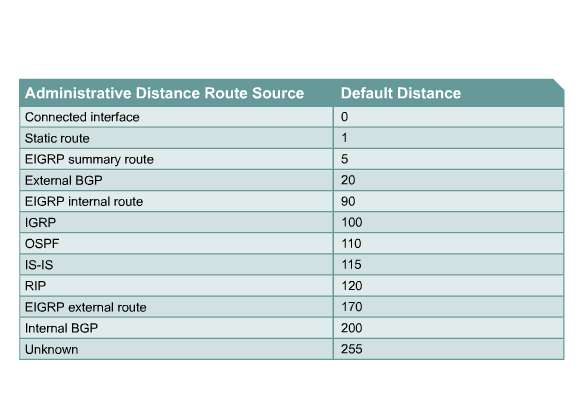 Administrative Distance Route Source Default Distance
Connected interface 0
Static route 1
EIGRP summary route 5
External BGP 20
EIGRP internal route 90
IGRP 100
OSPF 110
IS-IS 115
RIP 120
EIGRP external route 170
Internal BGP 200
Unknown 255